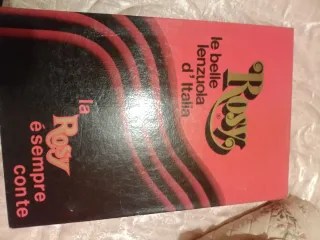 Rosy
le belle
lenzuola
d'Italia
la
Rosy
é sempre
con te